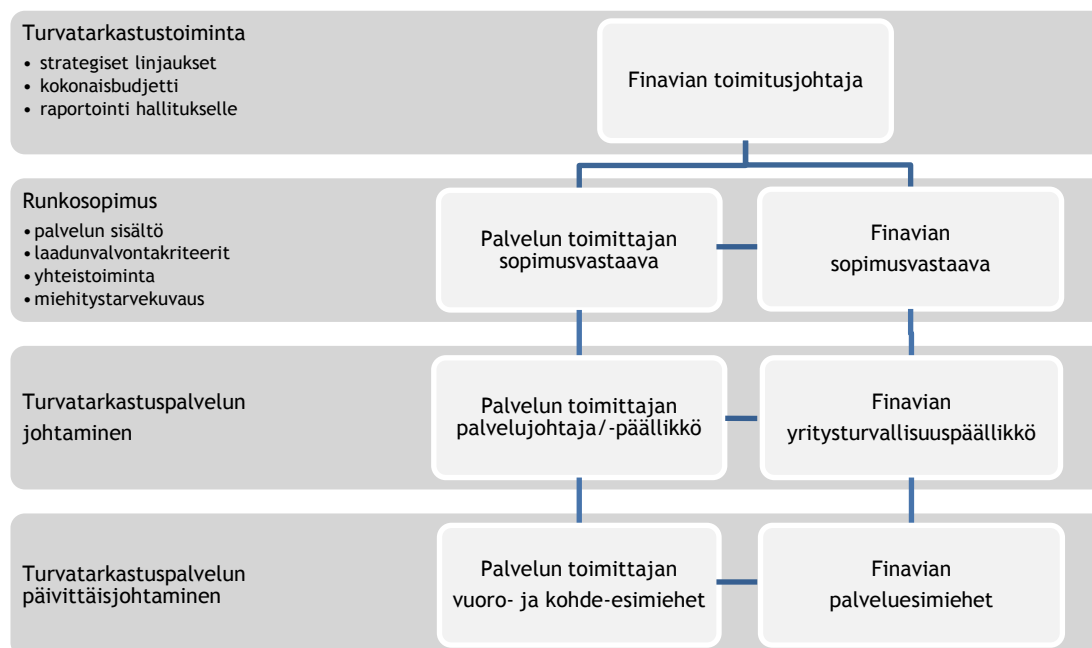 Turvatarkastustoiminta
• strategiset linjaukset
• kokonaisbudjetti
• raportointi hallitukselle
Finavian toimitusjohtaja
Runkosopimus
• palvelun sisältö
• laadunvalvontakriteerit
• yhteistoiminta
• miehitystarvekuvaus
Palvelun toimittajan
sopimusvastaava
Finavian
sopimusvastaava
Turvatarkastuspalvelun
johtaminen
Palvelun toimittajan
palvelujohtaja/-päällikkö
Finavian
yritysturvallisuuspäällikkö
Turvatarkastuspalvelun
päivittäisjohtaminen
Palvelun toimittajan
vuoro- ja kohde-esimiehet
Finavian
palveluesimiehet